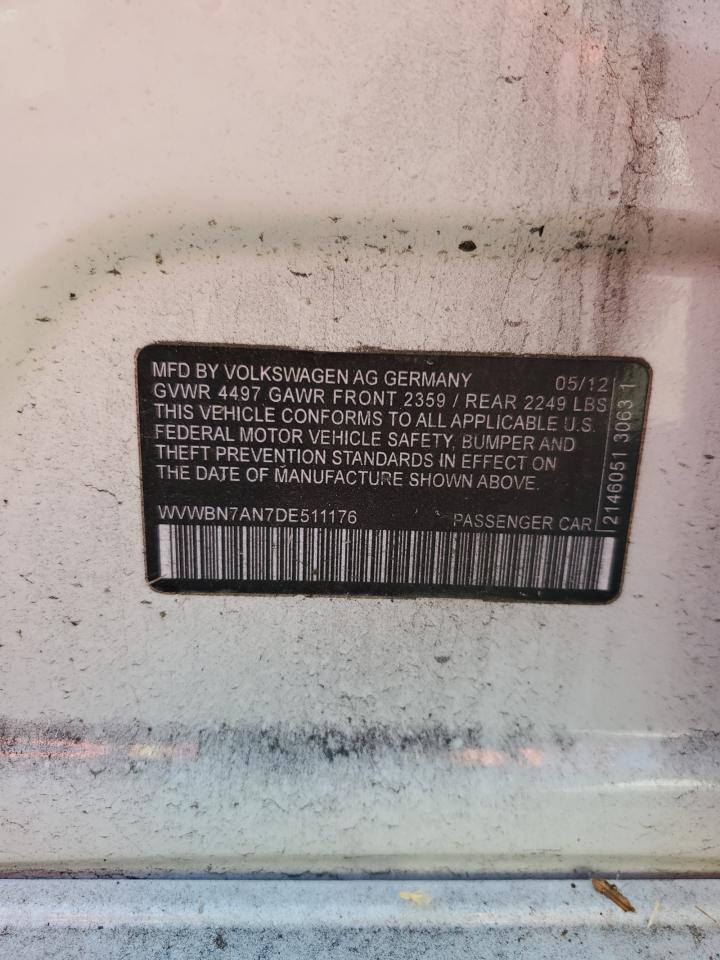 MFD BY VOLKSWAGEN AG GERMANY 05/12
GVWR 4497 GAWR FRONT 2359 / REAR 2249 LBS
THIS VEHICLE CONFORMS TO ALL APPLICABLE U.S.
FEDERAL MOTOR VEHICLE SAFETY, BUMPER AND
THEFT PREVENTION STANDARDS IN EFFECT ON
THE DATE OF MANUFACTURE SHOWN ABOVE.
WVWBN7AN7DE511176 PASSENGER CAR
2146051 3063 1